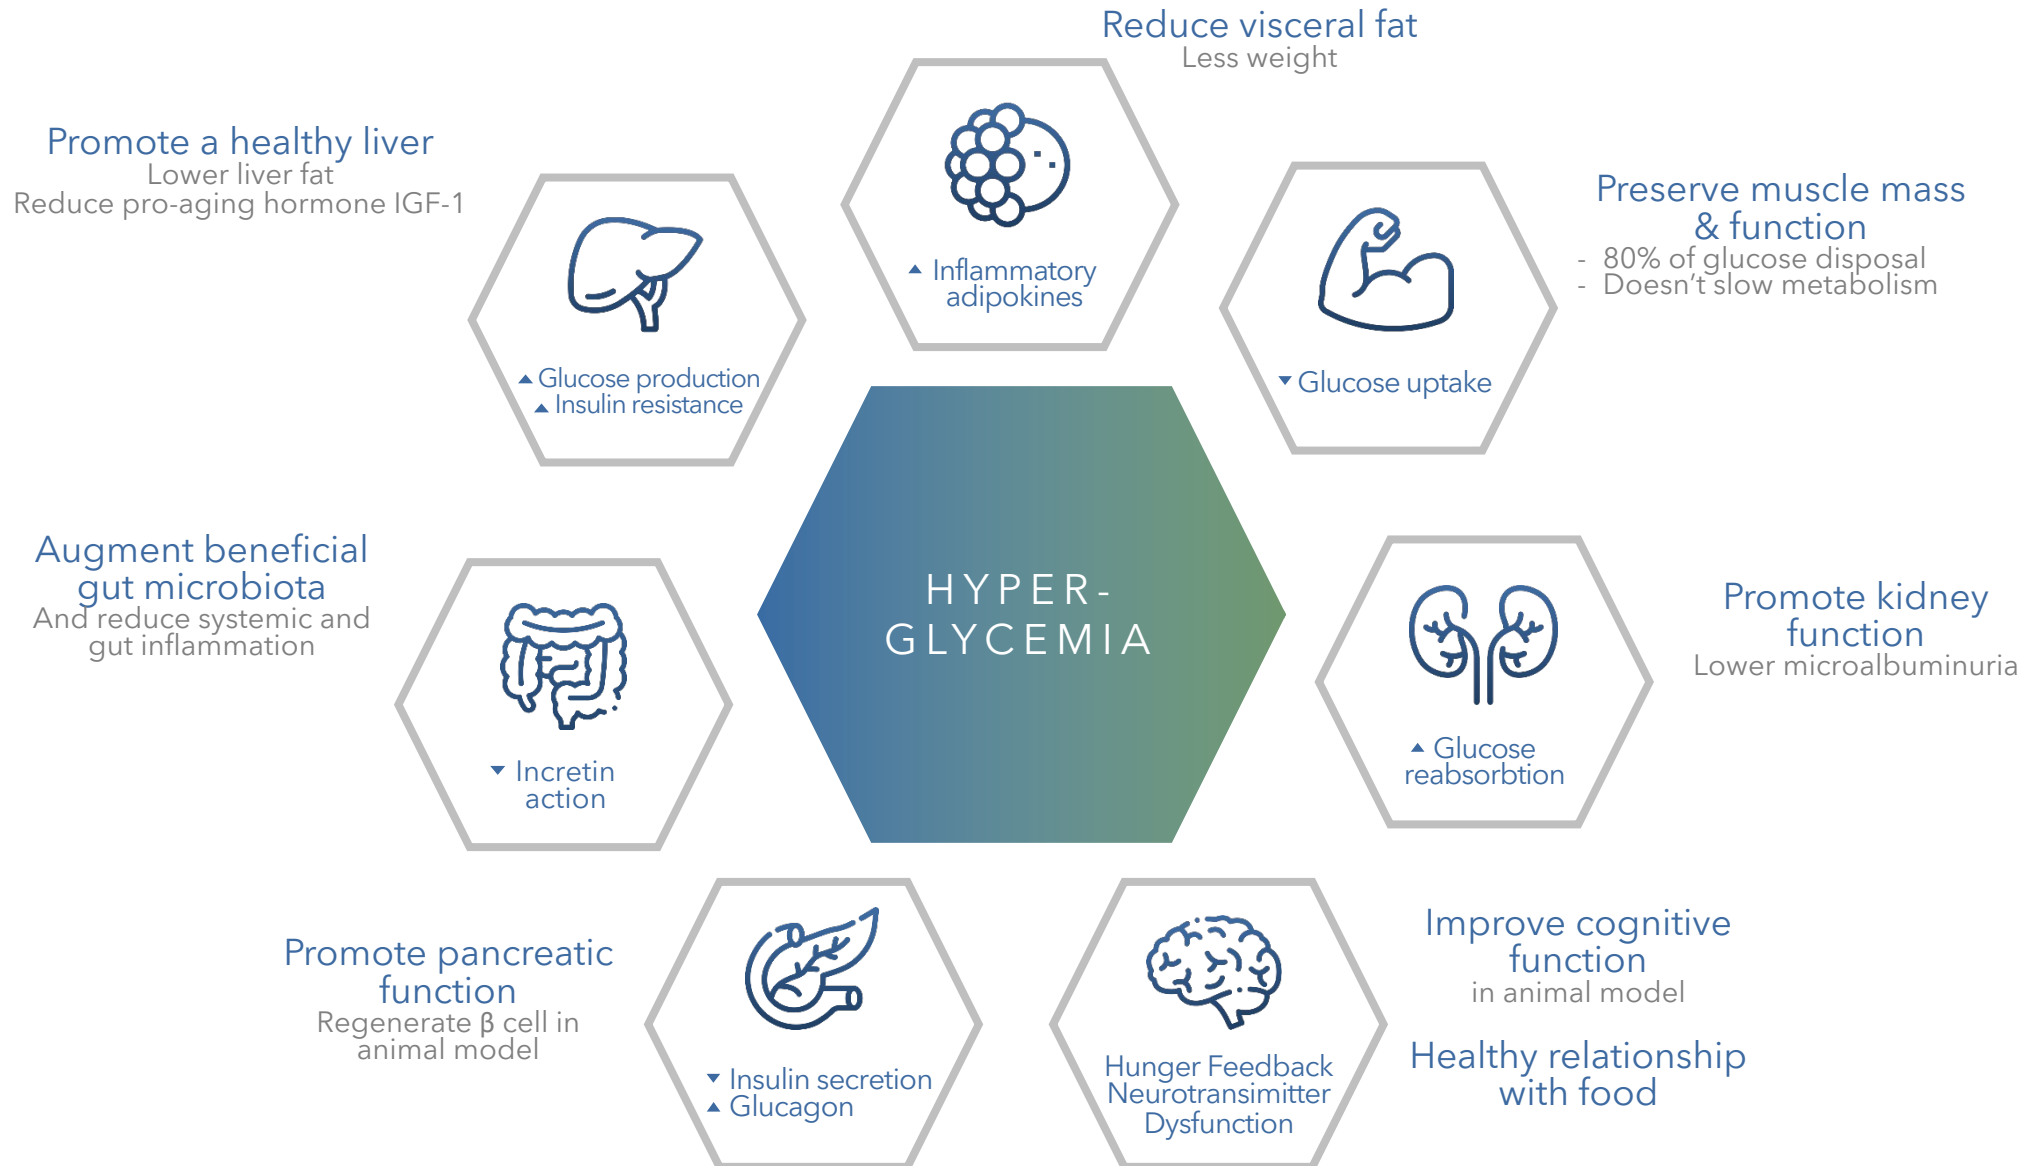 Reduce visceral fat
Less weight
▲ Inflammatory
adipokines
Promote a healthy liver
Lower liver fat
Reduce pro-aging hormone IGF-1
▲ Glucose production
▲ Insulin resistance
Preserve muscle mass
& function
- 80% of glucose disposal
- Doesn’t slow metabolism
▼ Glucose uptake
HYPER-
GLYCEMIA
Augment beneficial
gut microbiota
And reduce systemic and
gut inflammation
▼ Incretin
action
Promote kidney
function
Lower microalbuminuria
▲ Glucose
reabsorbtion
Promote pancreatic
function
Regenerate β cell in
animal model
▼ Insulin secretion
▲ Glucagon
Hunger Feedback
Neurotransimitter
Dysfunction
Improve cognitive
function
in animal model
Healthy relationship
with food